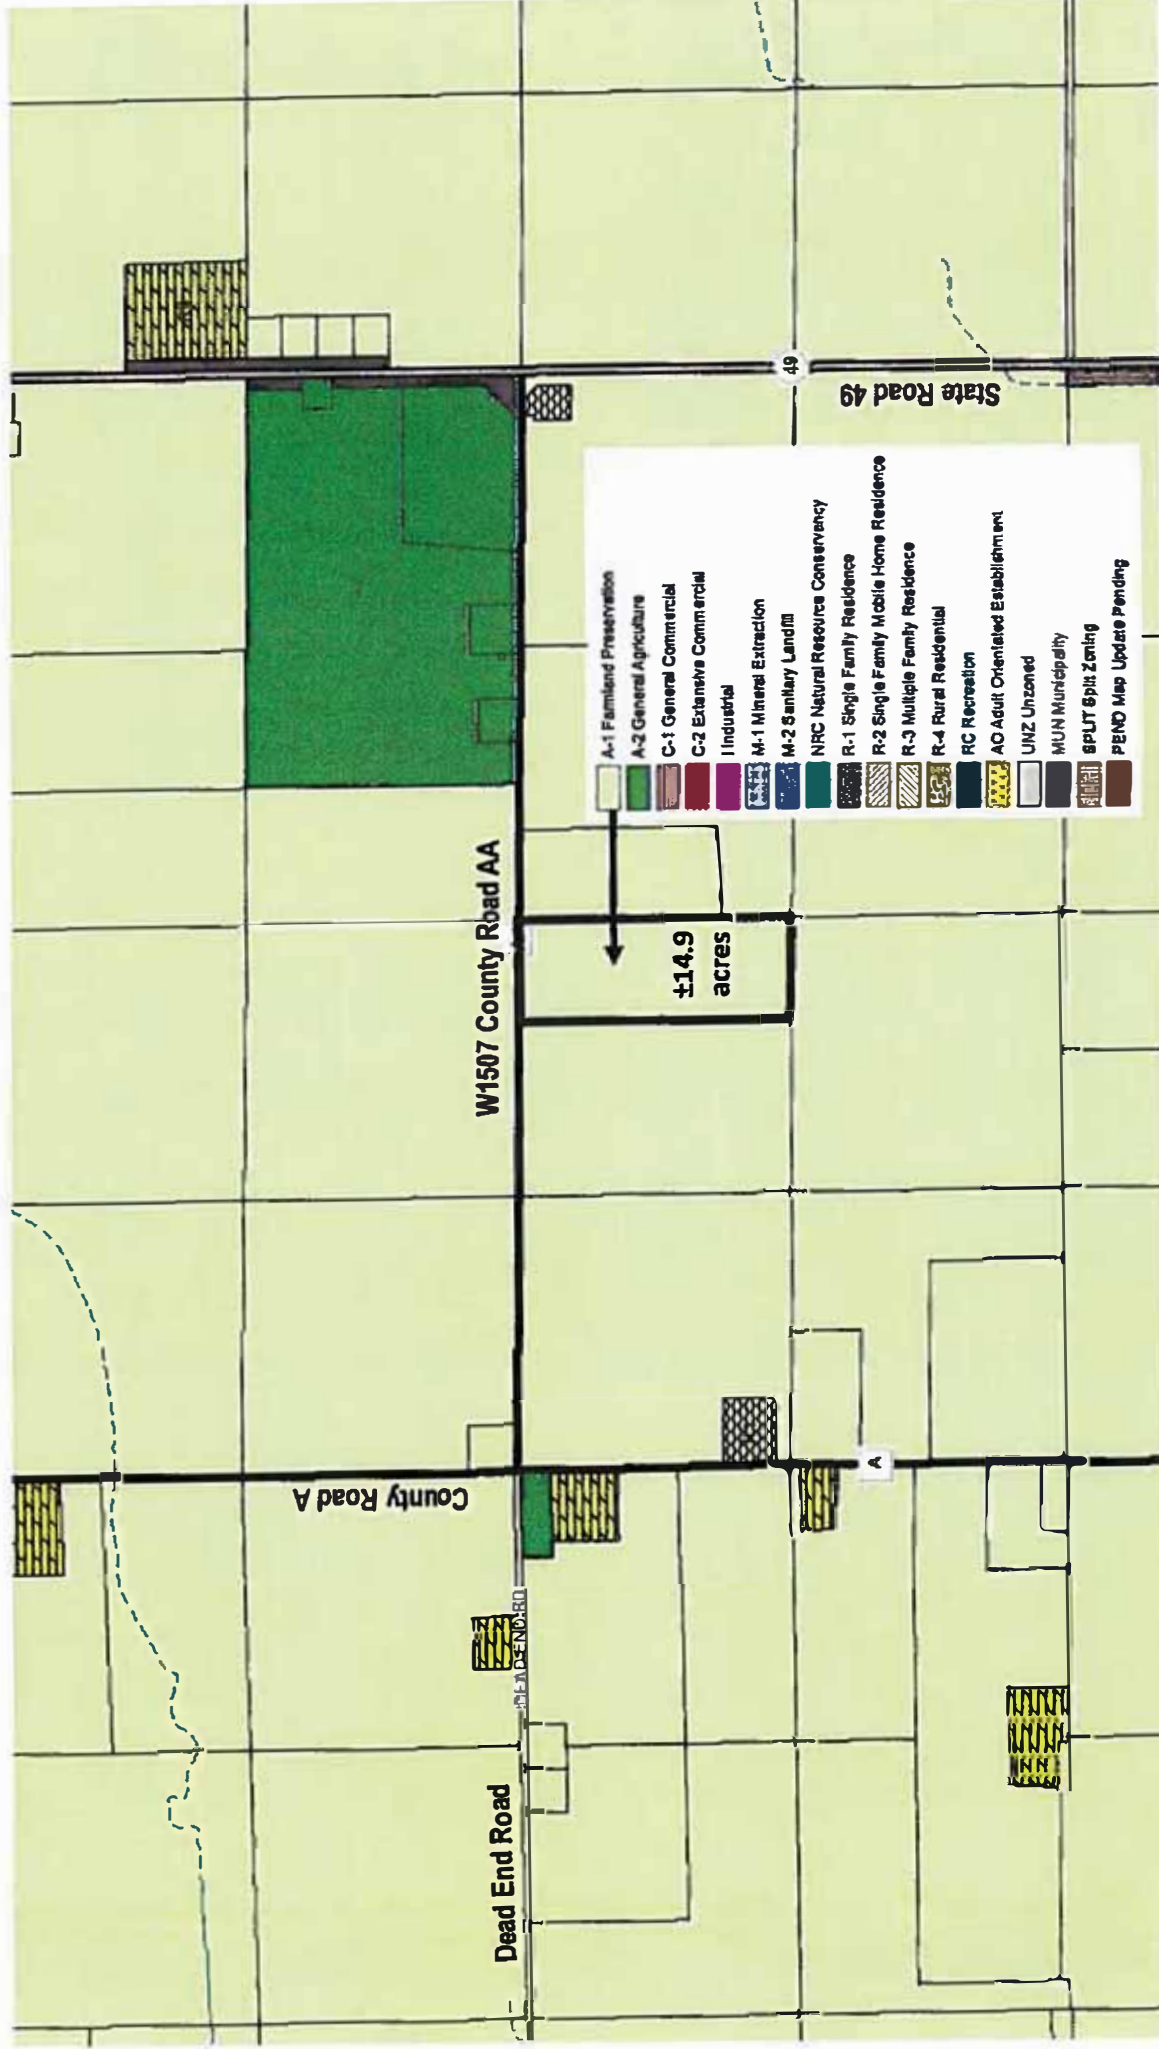 County Road A
W1507 County Road AA
Dead End Road
DEAD END RD
±14.9
acres
A
49
State Road 49
A-1 Farmland Preservation
A-2 General Agriculture
C-1 General Commercial
C-2 Extensive Commercial
I Industrial
M-1 Mineral Extraction
M-2 Sanitary Landfill
NRC Natural Resource Conservancy
R-1 Single Family Residence
R-2 Single Family Mobile Home Residence
R-3 Multiple Family Residence
R-4 Rural Residential
RC Recreation
AO Adult Orientated Establishment
UNZ Unzoned
MUN Municipality
SPLIT Split Zoning
PEND Map Update Pending